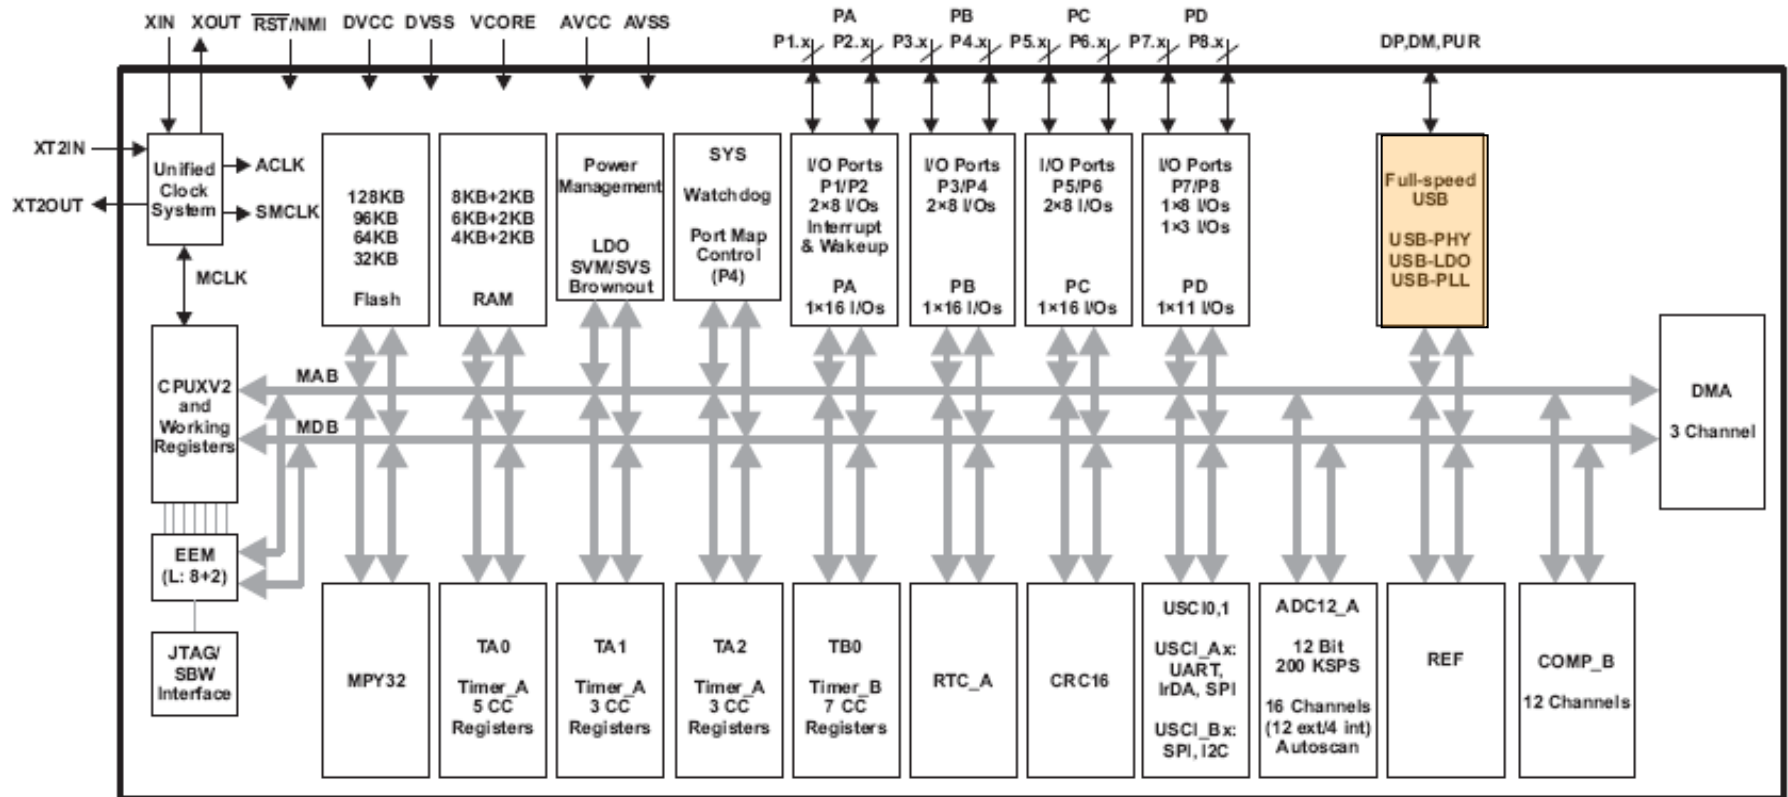 XIN XOUT RST/NMI DVCC DVSS VCORE AVCC AVSS
PA PB PC PD
P1.x P2.x P3.x P4.x P5.x P6.x P7.x P8.x
DP,DM,PUR
XT2IN
XT2OUT
Unified
Clock
System
ACLK
SMCLK
MCLK
128KB
96KB
64KB
32KB
Flash
8KB+2KB
6KB+2KB
4KB+2KB
RAM
Power
Management
LDO
SVM/SVS
Brownout
SYS
Watchdog
Port Map
Control
(P4)
I/O Ports
P1/P2
2×8 I/Os
Interrupt
& Wakeup
PA
1×16 I/Os
I/O Ports
P3/P4
2×8 I/Os
PB
1×16 I/Os
I/O Ports
P5/P6
2×8 I/Os
PC
1×16 I/Os
I/O Ports
P7/P8
1×8 I/Os
1×3 I/Os
PD
1×11 I/Os
Full-speed
USB
USB-PHY
USB-LDO
USB-PLL
CPUXV2
and
Working
Registers
MAB
MDB
DMA
3 Channel
EEM
(L: 8+2)
JTAG/
SBW
Interface
MPY32
TA0
Timer_A
5 CC
Registers
TA1
Timer_A
3 CC
Registers
TA2
Timer_A
3 CC
Registers
TB0
Timer_B
7 CC
Registers
RTC_A
CRC16
USCI0,1
USCI_Ax:
UART,
IrDA, SPI
USCI_Bx:
SPI, I2C
ADC12_A
12 Bit
200 KSPS
16 Channels
(12 ext/4 int)
Autoscan
REF
COMP_B
12 Channels